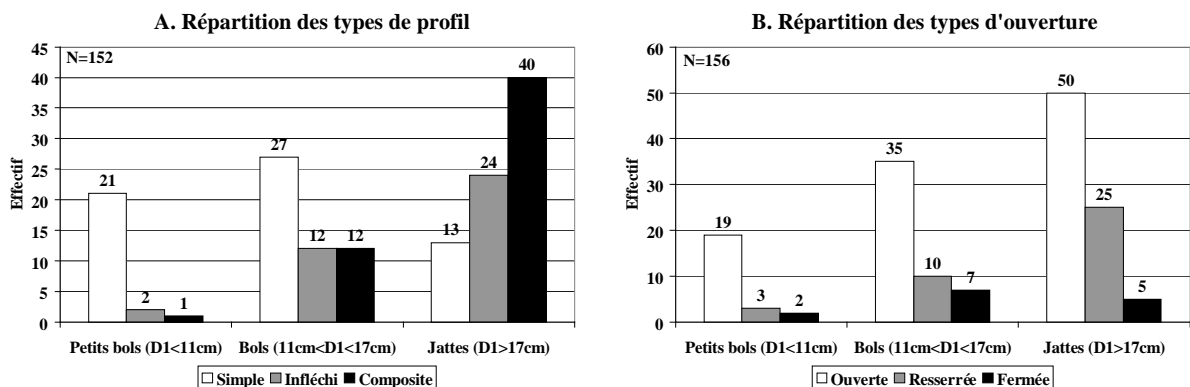 A. Répartition des types de profil
N=152
Effectif
45
40
35
30
25
20
15
10
5
0
21
2
1
27
12
12
13
24
40
Petits bols (D1<11cm)
Bols (11cm<D1<17cm)
Jattes (D1>17cm)
Simple Infléchi Composite
B. Répartition des types d'ouverture
N=156
Effectif
60
50
40
30
20
10
0
19
3
2
35
10
7
50
25
5
Petits bols (D1<11cm)
Bols (11cm<D1<17cm)
Jattes (D1>17cm)
Ouverte Resserrée Fermée